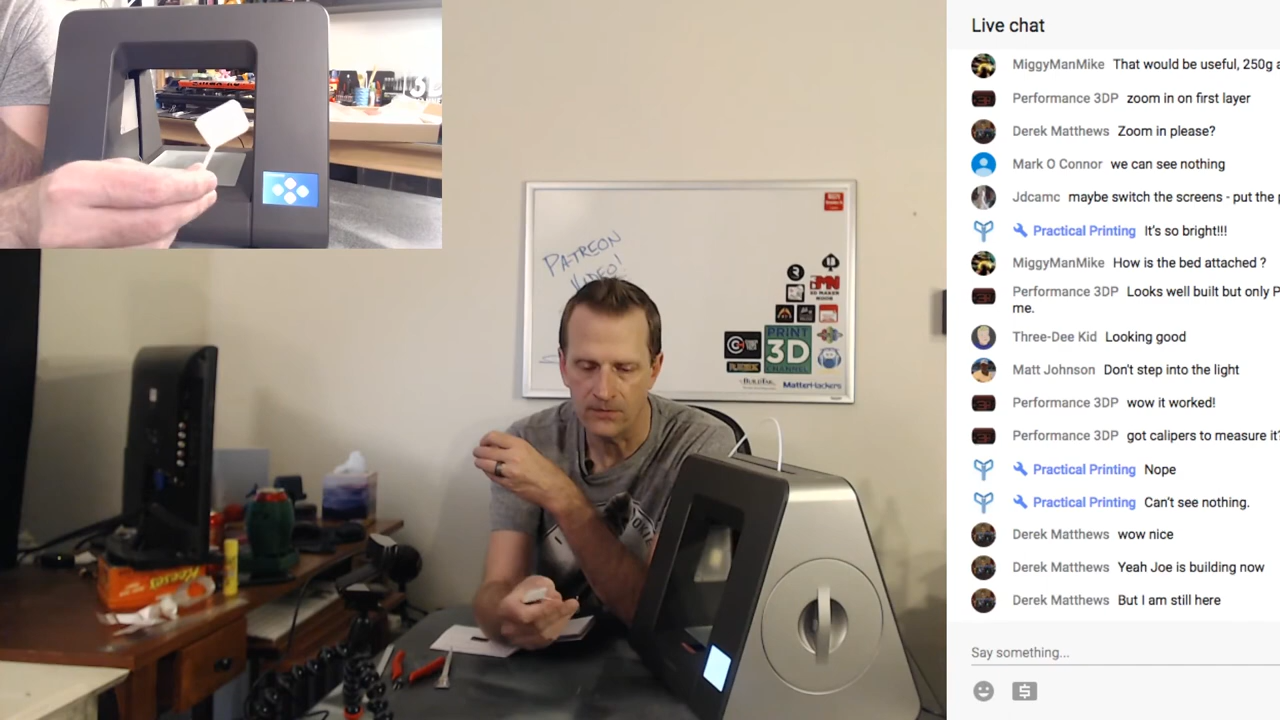 PATREON
VIDEO!
PRINT
3D
CHANNEL
MatterHackers
Reese's
Live chat
MiggyManMike That would be useful, 250g a
Performance 3DP zoom in on first layer
Derek Matthews Zoom in please?
Mark O Connor we can see nothing
Jdcamc maybe switch the screens - put the p
Practical Printing It's so bright!!!
MiggyManMike How is the bed attached ?
Performance 3DP Looks well built but only P
me.
Three-Dee Kid Looking good
Matt Johnson Don't step into the light
Performance 3DP wow it worked!
Performance 3DP got calipers to measure it?
Practical Printing Nope
Practical Printing Can't see nothing.
Derek Matthews wow nice
Derek Matthews Yeah Joe is building now
Derek Matthews But I am still here
Say something...